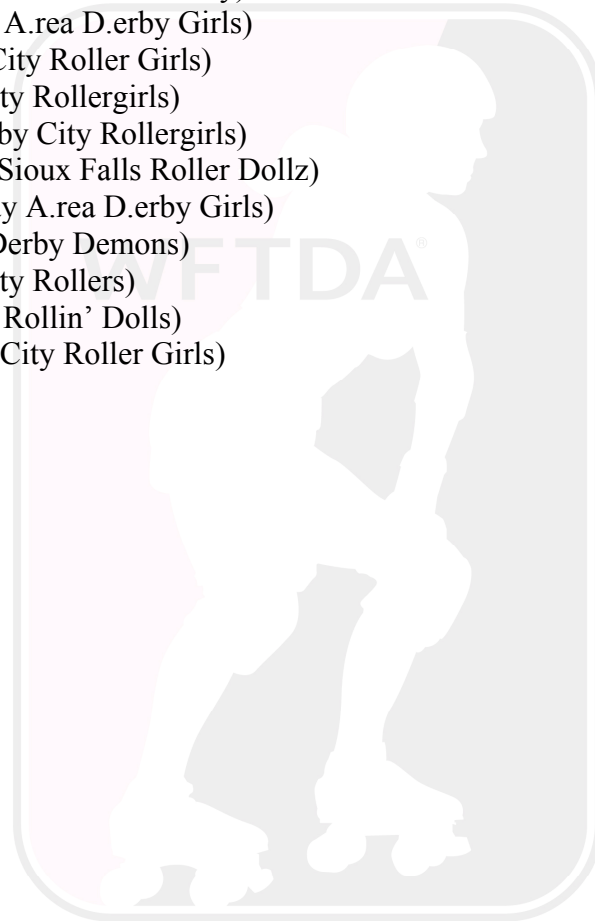 A.rea D.erby Girls)
City Roller Girls)
ty Rollergirls)
by City Rollergirls)
Sioux Falls Roller Dollz)
y A.rea D.erby Girls)
Derby Demons)
ty Rollers)
Rollin’ Dolls)
City Roller Girls)
WFTDA®